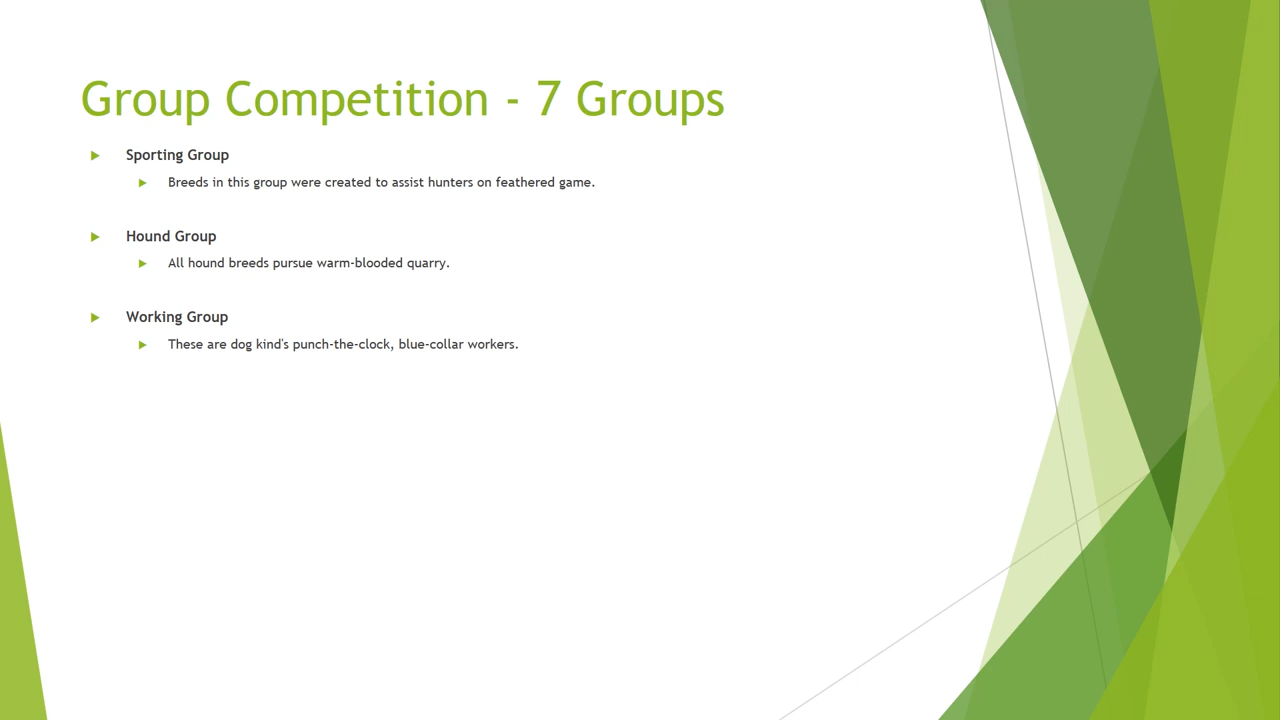 Group Competition - 7 Groups
Sporting Group
Breeds in this group were created to assist hunters on feathered game.
Hound Group
All hound breeds pursue warm-blooded quarry.
Working Group
These are dog kind's punch-the-clock, blue-collar workers.